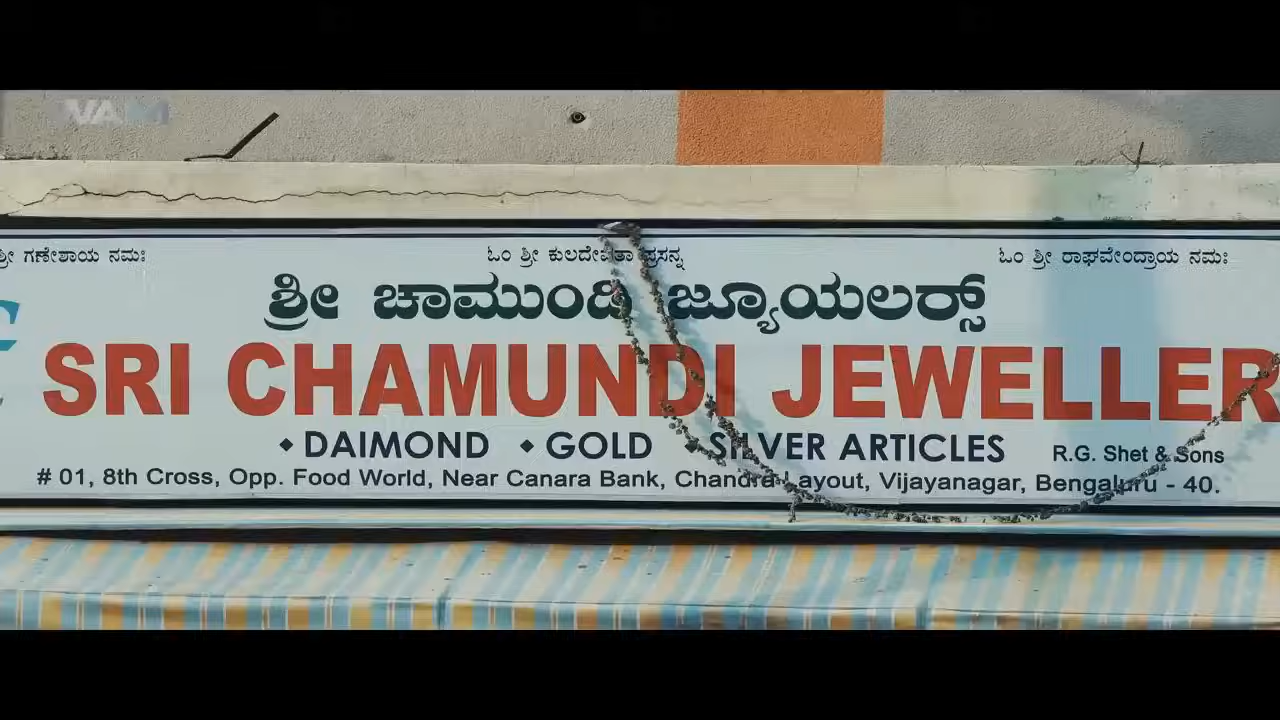 ಶ್ರೀ ಗಣೇಶಾಯ ನಮಃ ಓಂ ಶ್ರೀ ಕುಲದೇವತಾ ಪ್ರಸನ್ನ ಓಂ ಶ್ರೀ ರಾಘವೇಂದ್ರಾಯ ನಮಃ
ಶ್ರೀ ಚಾಮುಂಡಿ ಜ್ಯೂಯಲರ್ಸ್
SRI CHAMUNDI JEWELLER
DAIMOND GOLD SILVER ARTICLES R.G. Shet & Sons
# 01, 8th Cross, Opp. Food World, Near Canara Bank, Chandra Layout, Vijayanagar, Bengaluru - 40.